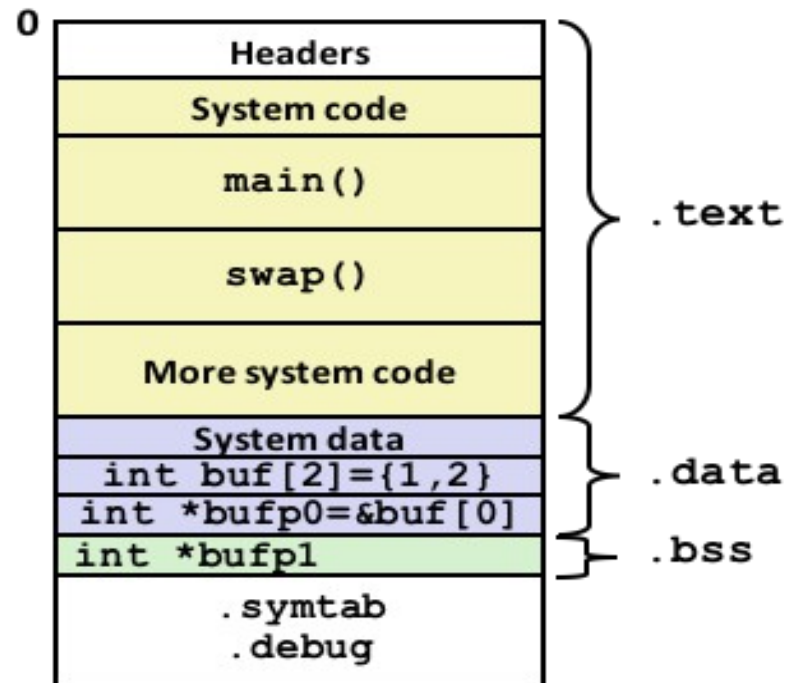 0
Headers
System code
main()
.text
swap()
More system code
System data
int buf[2]={1,2}
.data
int *bufp0=&buf[0]
int *bufp1
.bss
.symtab
.debug